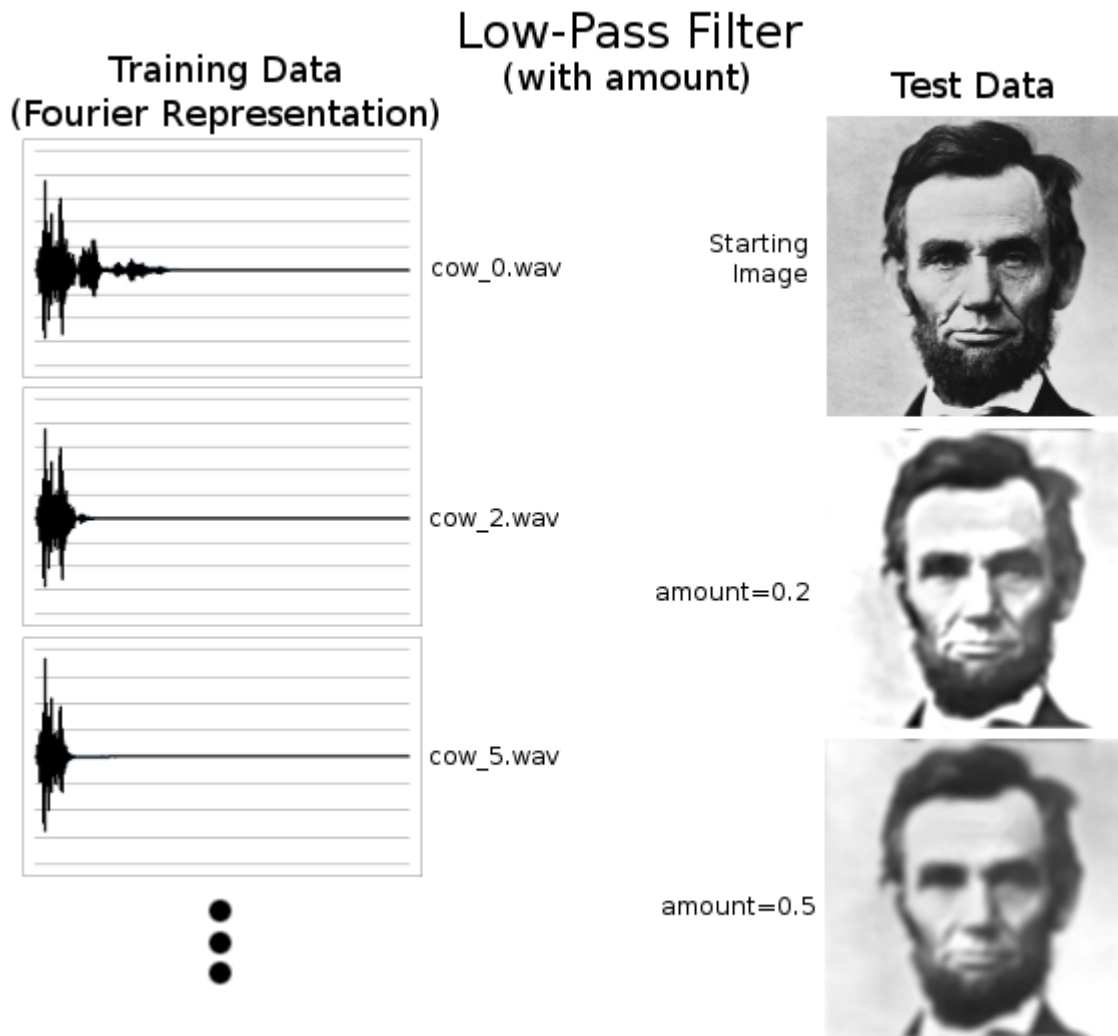 Low-Pass Filter
(with amount)
Training Data
(Fourier Representation)
cow_0.wav
cow_2.wav
cow_5.wav
Test Data
Starting
Image
amount=0.2
amount=0.5